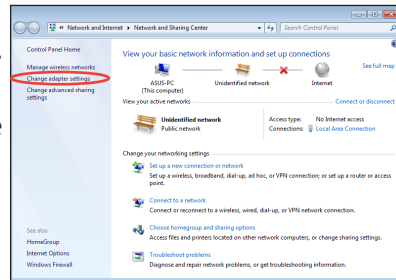 Network and Internet ▸ Network and Sharing Center
Search Control Panel
Control Panel Home
Manage wireless networks
Change adapter settings
Change advanced sharing
settings
See also
HomeGroup
Internet Options
Windows Firewall
View your basic network information and set up connections
See full map
ASUS-PC
(This computer)
Unidentified network
Internet
View your active networks
Connect or disconnect
Unidentified network
Public network
Access type: No Internet access
Connections: Local Area Connection
Change your networking settings
Set up a new connection or network
Set up a wireless, broadband, dial-up, ad hoc, or VPN connection; or set up a router or access
point.
Connect to a network
Connect or reconnect to a wireless, wired, dial-up, or VPN network connection.
Choose homegroup and sharing options
Access files and printers located on other network computers, or change sharing settings.
Troubleshoot problems
Diagnose and repair network problems, or get troubleshooting information.